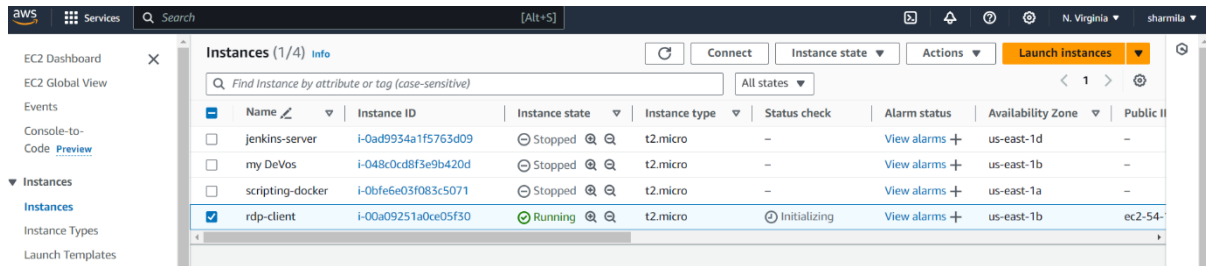 aws Services Search [Alt+S] N. Virginia ▼ sharmila ▼
EC2 Dashboard
EC2 Global View
Events
Console-to-
Code Preview
▼ Instances
Instances
Instance Types
Launch Templates
Instances (1/4) Info Connect Instance state ▼ Actions ▼ Launch instances ▼
Find Instance by attribute or tag (case-sensitive) All states ▼ < 1 >
Name Instance ID Instance state Instance type Status check Alarm status Availability Zone Public
jenkins-server i-0ad9934a1f5763d09 Stopped t2.micro – View alarms + us-east-1d –
my DeVos i-048c0cd8f3e9b420d Stopped t2.micro – View alarms + us-east-1b –
scripting-docker i-0bfe6e03f083c5071 Stopped t2.micro – View alarms + us-east-1a –
rdp-client i-00a09251a0ce05f30 Running t2.micro Initializing View alarms + us-east-1b ec2-54-